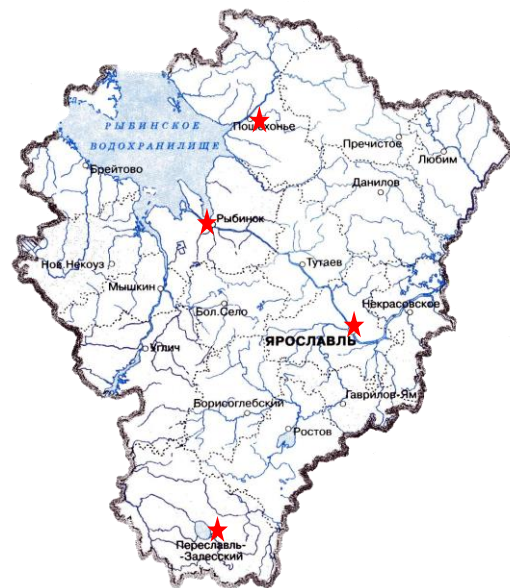 РЫБИНСКОЕ
ВОДОХРАНИЛИЩЕ
Пошехонье
Пречистое
Любим
Брейтово
Данилов
Рыбинск
Нов.Некоуз
Тутаев
Мышкин
Бол.Село
Некрасовское
ЯРОСЛАВЛЬ
Углич
Борисоглебский
Гаврилов-Ям
Ростов
Переславль-
-Залесский